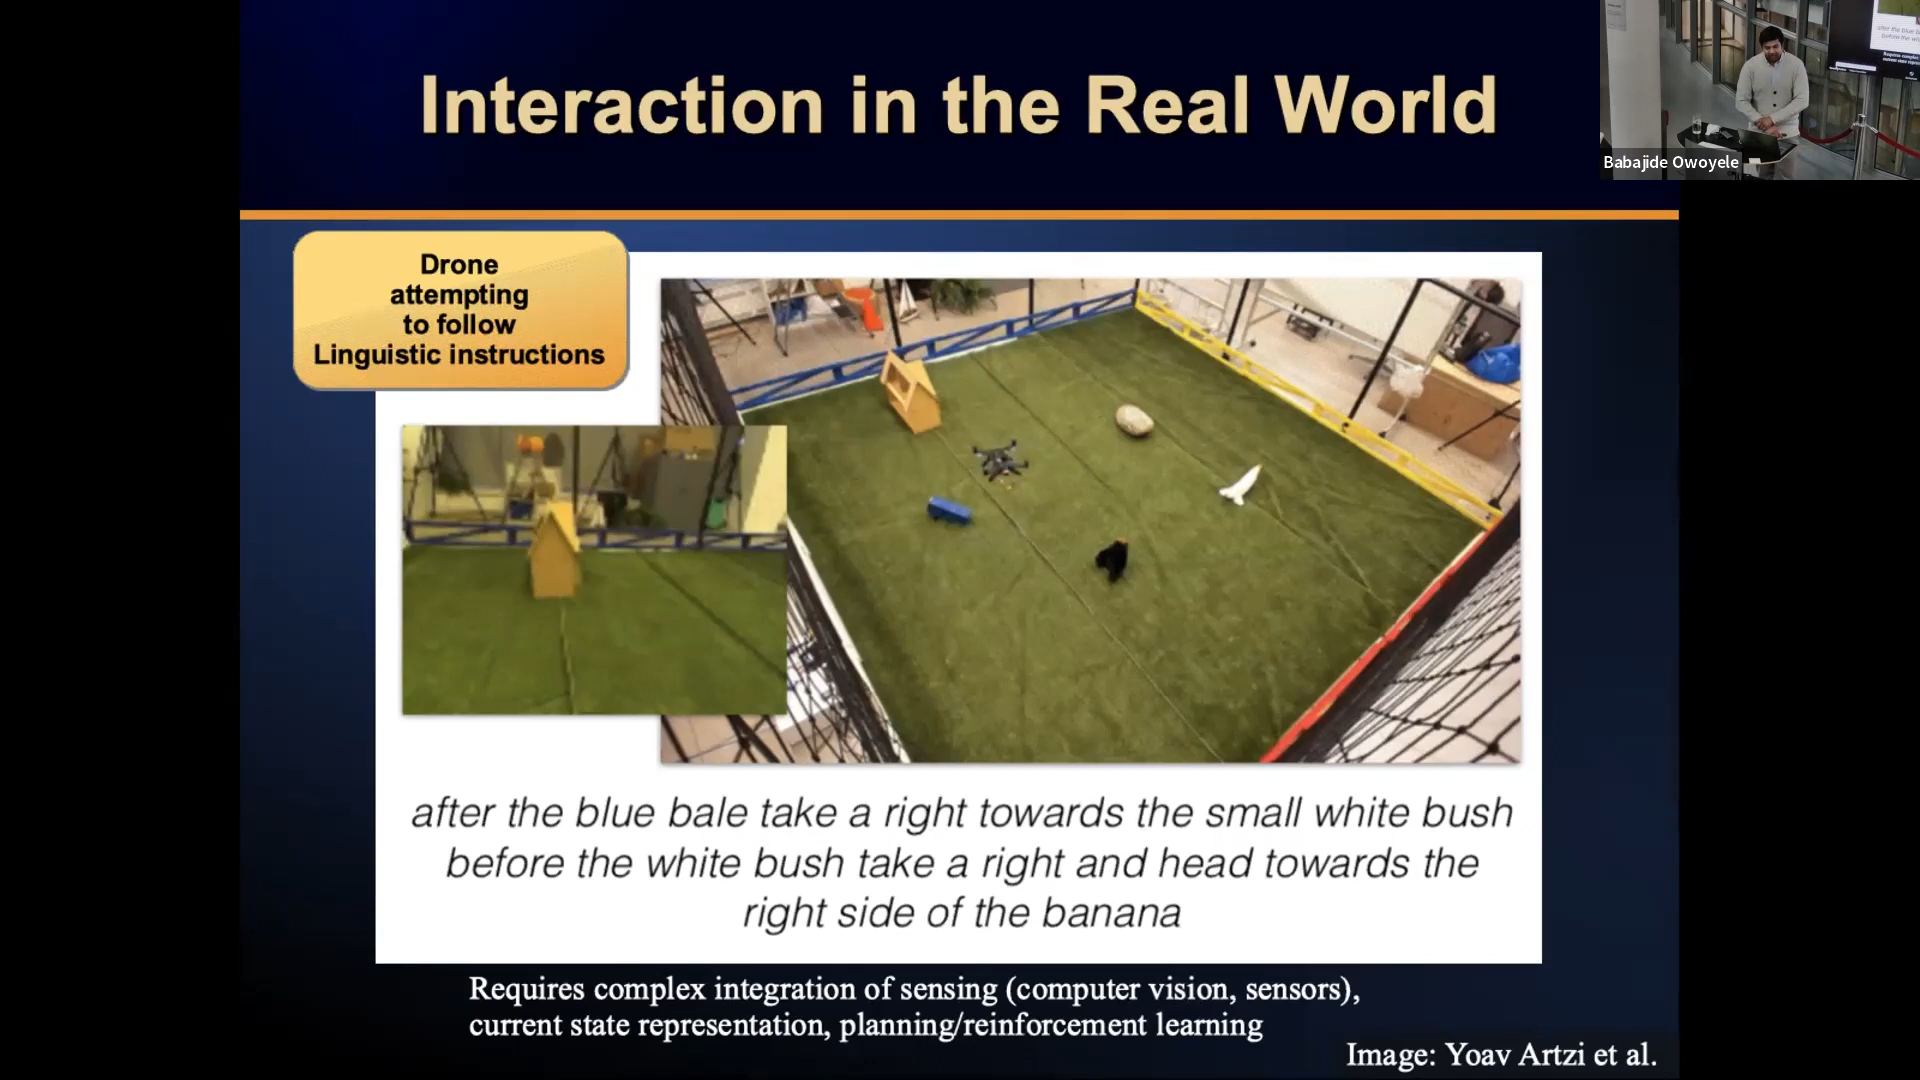 Interaction in the Real World
Babajide Owoyele
Drone
attempting
to follow
Linguistic instructions
after the blue bale take a right towards the small white bush
before the white bush take a right and head towards the
right side of the banana
Requires complex integration of sensing (computer vision, sensors),
current state representation, planning/reinforcement learning
Image: Yoav Artzi et al.